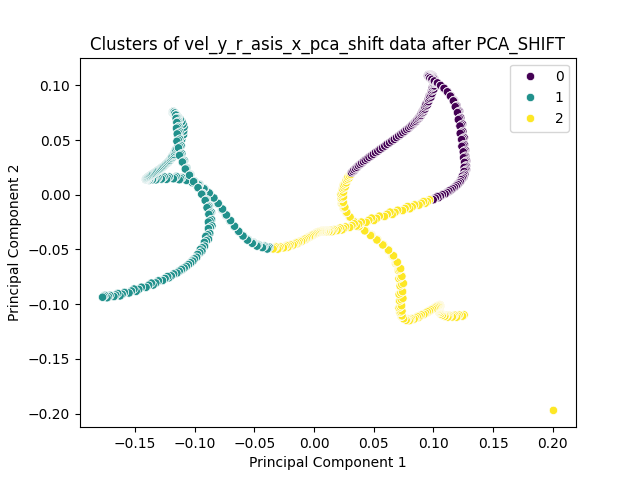 Clusters of vel_y_r_asis_x_pca_shift data after PCA_SHIFT
0
1
2
0.10
0.05
0.00
−0.05
−0.10
−0.15
−0.20
Principal Component 2
−0.15 −0.10 −0.05 0.00 0.05 0.10 0.15 0.20
Principal Component 1